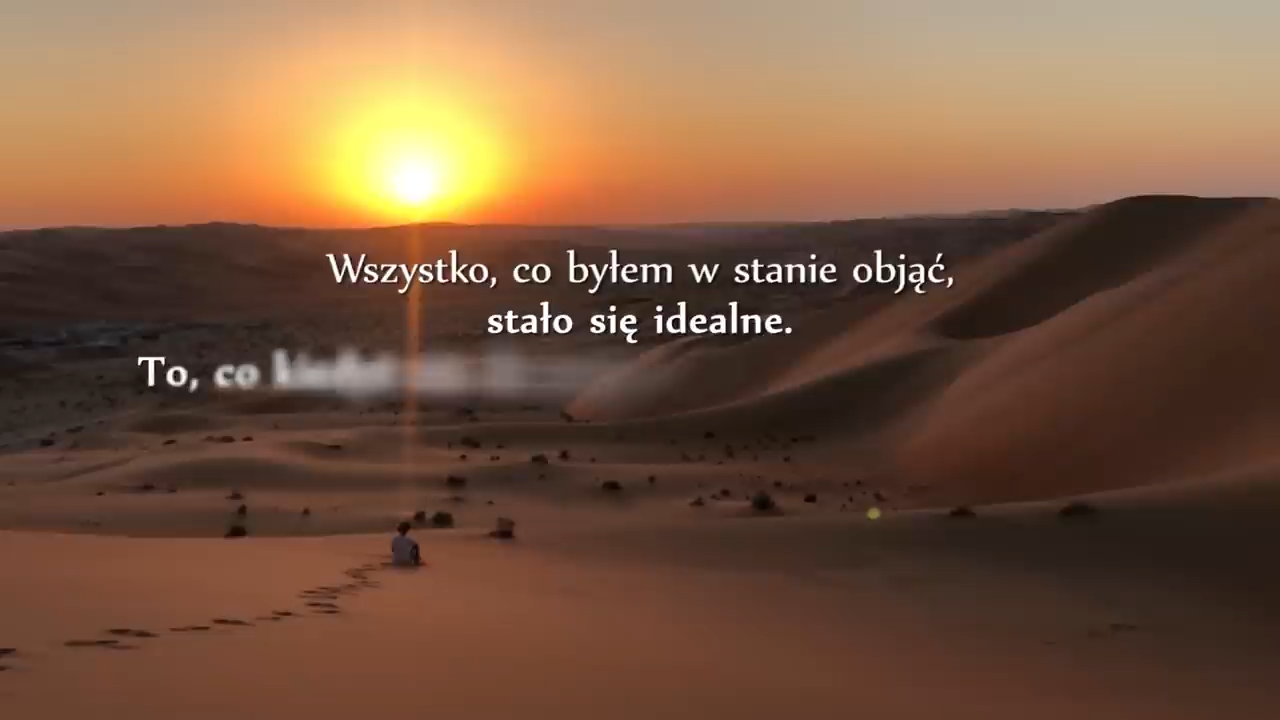 Wszystko, co byłem w stanie objąć,
stało się idealne.
To, co